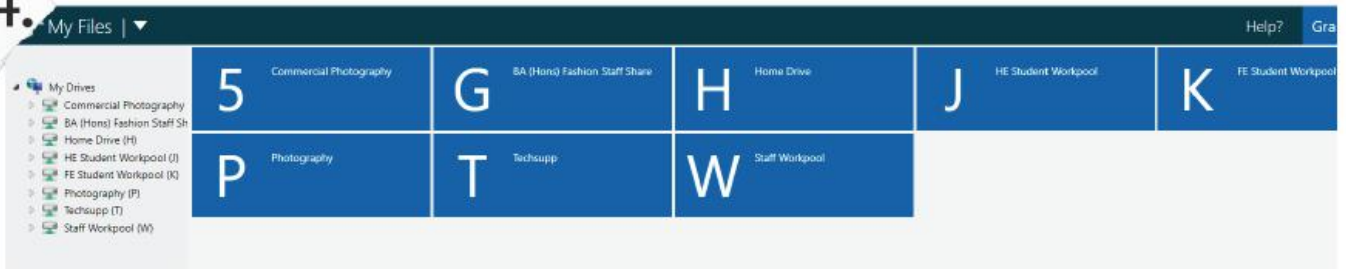 4.
My Files |
Help?
Gra
My Drives
Commercial Photography
BA (Hons) Fashion Staff Sh
Home Drive (H)
HE Student Workpool (J)
FE Student Workpool (K)
Photography (P)
Techsupp (T)
Staff Workpool (W)
5 Commercial Photography
G BA (Hons) Fashion Staff Share
H Home Drive
J HE Student Workpool
K FE Student Workpool
P Photography
T Techsupp
W Staff Workpool